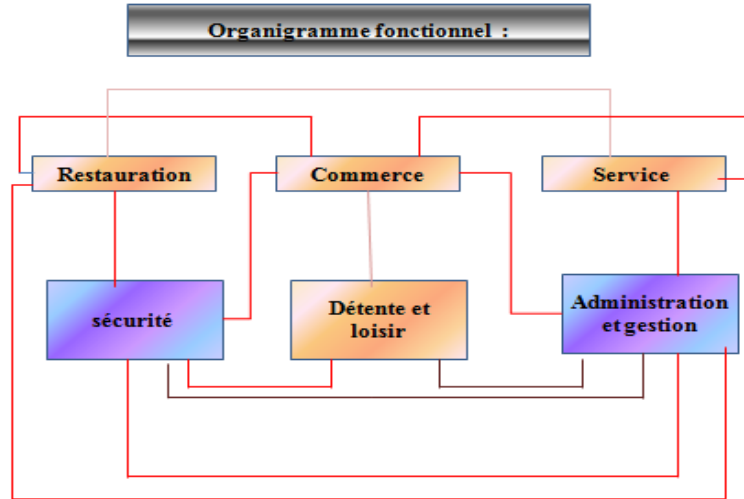 Organigramme fonctionnel :
Restauration
Commerce
Service
sécurité
Détente et
loisir
Administration
et gestion